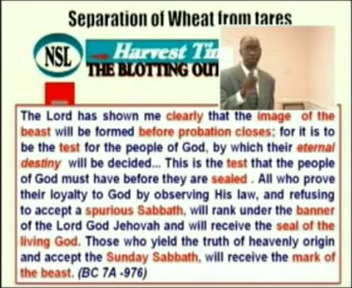 Separation of Wheat from tares
NSL
Harvest Ti
THE BLOTTING OUT
The Lord has shown me clearly that the image of the
beast will be formed before probation closes; for it is to
be the test for the people of God, by which their eternal
destiny will be decided... This is the test that the people
of God must have before they are sealed . All who prove
their loyalty to God by observing His law, and refusing
to accept a spurious Sabbath, will rank under the banner
of the Lord God Jehovah and will receive the seal of the
living God. Those who yield the truth of heavenly origin
and accept the Sunday Sabbath, will receive the mark of
the beast. (BC 7A -976)